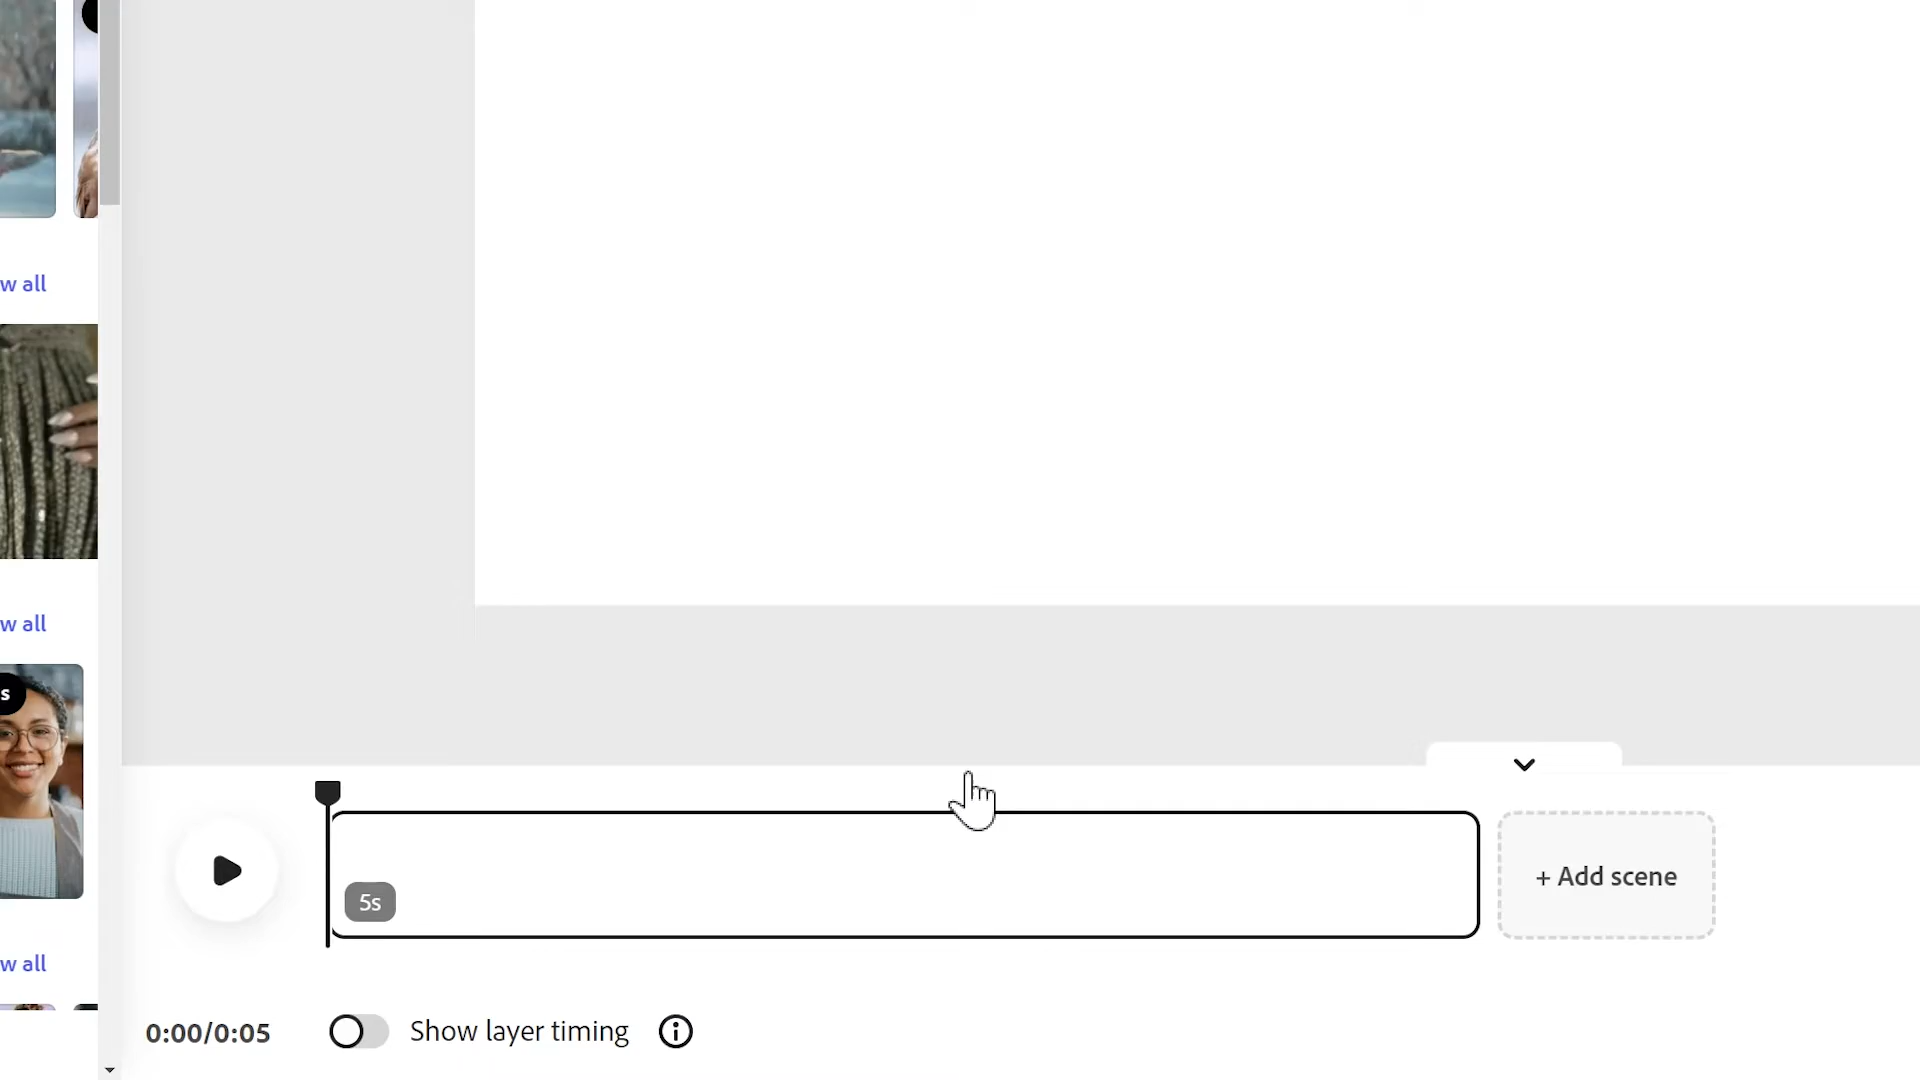 w all
w all
s
w all
5s
+ Add scene
0:00/0:05
Show layer timing